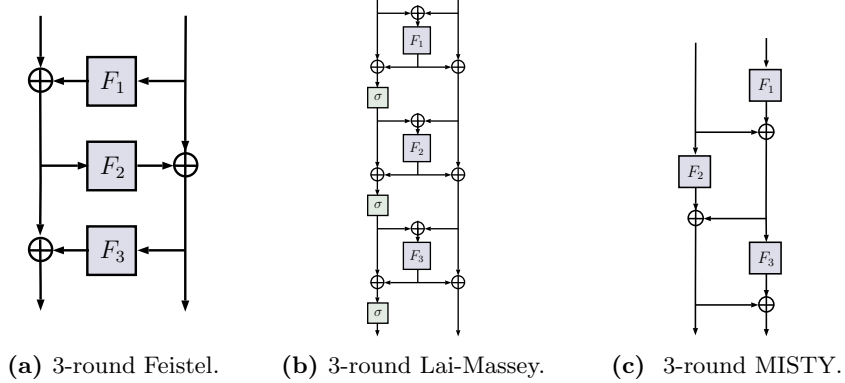 F₁
F₂
F₃
(a) 3-round Feistel.
F₁
σ
F₂
σ
F₃
σ
(b) 3-round Lai-Massey.
F₁
F₂
F₃
(c) 3-round MISTY.